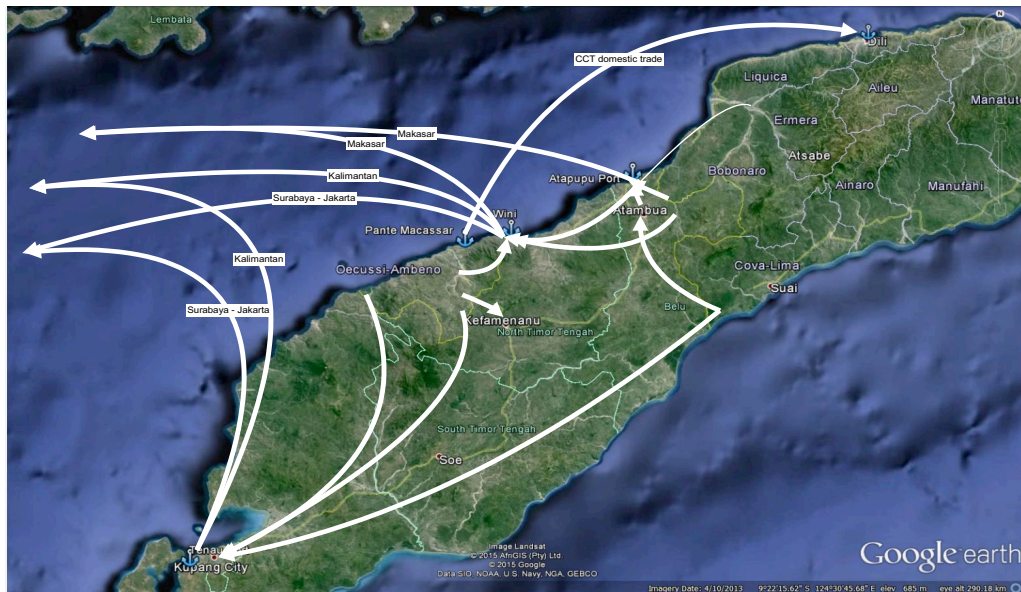 Lembata
Dili
CCT domestic trade
Liquica
Aileu
Manatut
Ermera
Makasar
Makasar
Atsabe
Kalimantan
Atapupu Port
Bobonaro
Ainaro
Manufahi
Surabaya - Jakarta
Wini
Atambua
Pante Macassar
Oecussi-Ambeno
Kalimantan
Cova-Lima
Suai
Surabaya - Jakarta
Belu
Kefamenanu
North Timor Tengah
South Timor Tengah
Soe
Tenau
Kupang City
Image Landsat
© 2015 AfriGIS (Pty) Ltd
© 2015 Google
Data SIO, NOAA, U.S. Navy, NGA, GEBCO
Google earth
Imagery Date: 4/10/2013 9°22'15.62" S 124°30'45.68" E elev 685 m eye alt 290.18 km
N